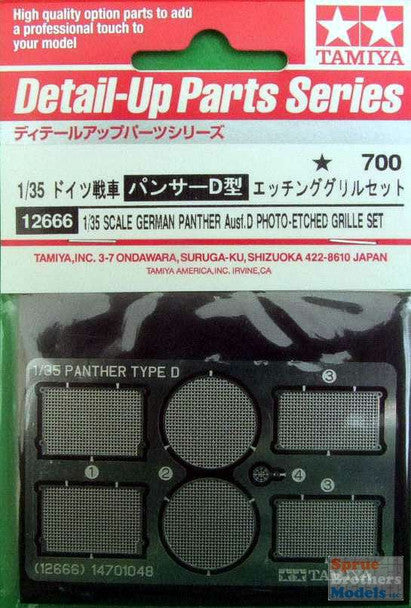 High quality option parts to add
a professional touch to
your model!
TAMIYA
Detail-Up Parts Series
ディテールアップパーツシリーズ
★ 700
1/35 ドイツ戦車 パンサーD型 エッチンググリルセット
12666 1/35 SCALE GERMAN PANTHER Ausf.D PHOTO-ETCHED GRILLE SET
TAMIYA,INC. 3-7 ONDAWARA, SURUGA-KU, SHIZUOKA 422-8610 JAPAN
TAMIYA AMERICA,INC. IRVINE,CA
1/35 PANTHER TYPE D
③
① ② ④
③
(12666) 14701048
TAMIYA
Sprue
Brothers
Models LLC